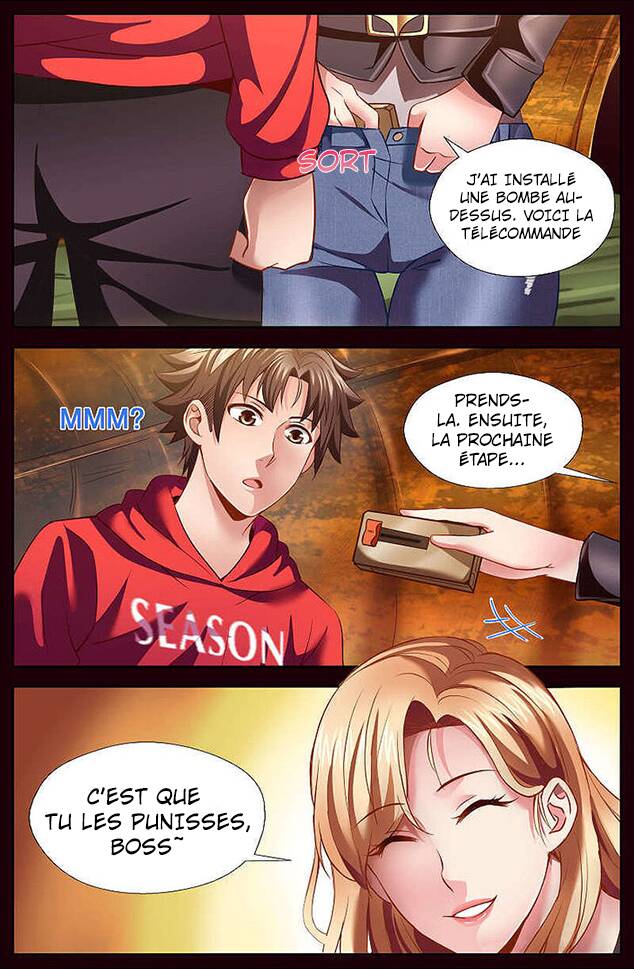 SORT
J'AI INSTALLÉ
UNE BOMBE AU-
DESSUS. VOICI LA
TÉLÉCOMMANDE
MMM?
PRENDS-
LA. ENSUITE,
LA PROCHAINE
ÉTAPE...
SEASON
C'EST QUE
TU LES PUNISSES,
BOSS~